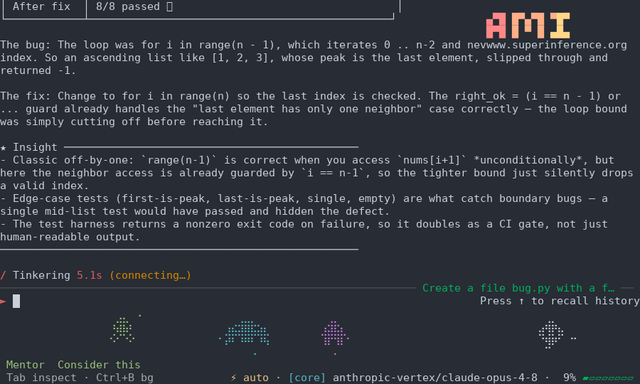 After fix | 8/8 passed
AMI
www.superinference.org
The bug: The loop was for i in range(n - 1), which iterates 0 .. n-2 and nev
index. So an ascending list like [1, 2, 3], whose peak is the last element, slipped through and
returned -1.
The fix: Change to for i in range(n) so the last index is checked. The right_ok = (i == n - 1) or
... guard already handles the "last element has only one neighbor" case correctly — the loop bound
was simply cutting off before reaching it.
★ Insight
- Classic off-by-one: `range(n-1)` is correct when you access `nums[i+1]` *unconditionally*, but
here the neighbor access is already guarded by `i == n-1`, so the tighter bound just silently drops
a valid index.
- Edge-case tests (first-is-peak, last-is-peak, single, empty) are what catch boundary bugs — a
single mid-list test would have passed and hidden the defect.
- The test harness returns a nonzero exit code on failure, so it doubles as a CI gate, not just
human-readable output.
/ Tinkering 5.1s (connecting…)
Create a file bug.py with a f…
Press ↑ to recall history
Mentor Consider this
Tab inspect · Ctrl+B bg
⚡ auto · [core] anthropic-vertex/claude-opus-4-8 · 9%